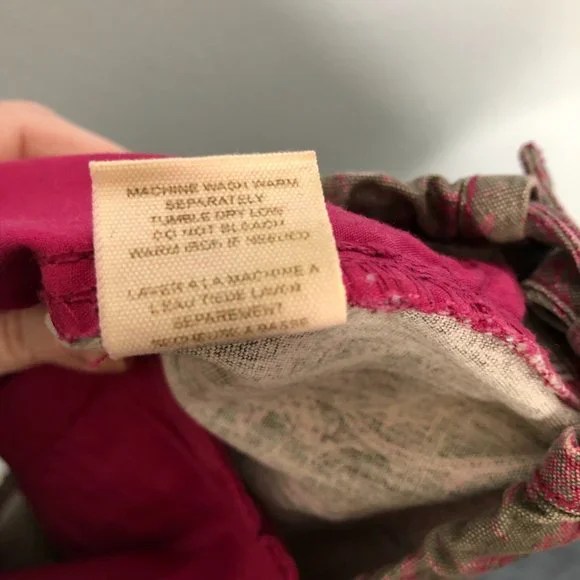 MACHINE WASH WARM
SEPARATELY
TUMBLE DRY LOW
DO NOT BLEACH
WARM IRON IF NEEDED
LAVER A LA MACHINE A
L EAU TIEDE LAVER
SEPAREMENT
A BASSE